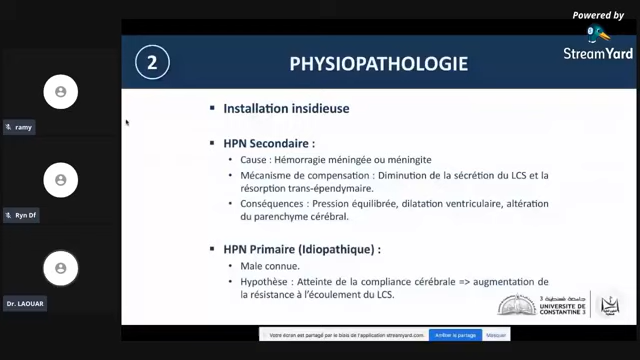 Powered by
StreamYard
2
PHYSIOPATHOLOGIE
▪ Installation insidieuse
▪ HPN Secondaire :
• Cause : Hémorragie méningée ou méningite
• Mécanisme de compensation : Diminution de la sécrétion du LCS et la
résorption trans-épendymaire.
• Conséquences : Pression équilibrée, dilatation ventriculaire, altération
du parenchyme cérébral.
▪ HPN Primaire (Idiopathique) :
• Male connue.
• Hypothèse : Atteinte de la compliance cérébrale => augmentation de
la résistance à l'écoulement du LCS.
ramy
Ryn Df
Dr. LAOUAR
جامعة قسنطينة 3
UNIVERSITE DE
CONSTANTINE 3
Votre écran est partagé par le biais de l'application streamyard.com.
Arrêter le partage
Masquer